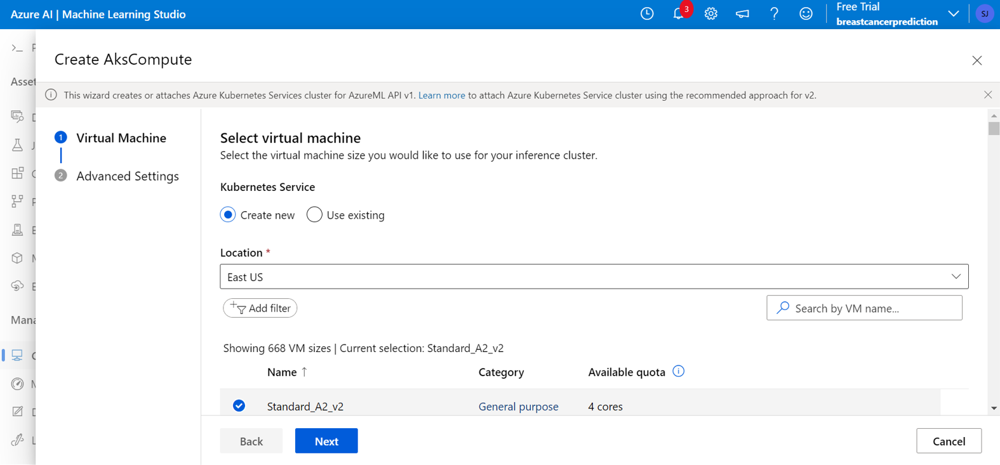 Azure AI | Machine Learning Studio
3
Free Trial
breastcancerprediction
SJ
Create AksCompute
Asset
This wizard creates or attaches Azure Kubernetes Services cluster for AzureML API v1. Learn more to attach Azure Kubernetes Service cluster using the recommended approach for v2.
1 Virtual Machine
2 Advanced Settings
Select virtual machine
Select the virtual machine size you would like to use for your inference cluster.
Kubernetes Service
Create new Use existing
Location *
East US
Add filter
Search by VM name...
Mana
Showing 668 VM sizes | Current selection: Standard_A2_v2
Name ↑ Category Available quota
Standard_A2_v2 General purpose 4 cores
Back Next Cancel